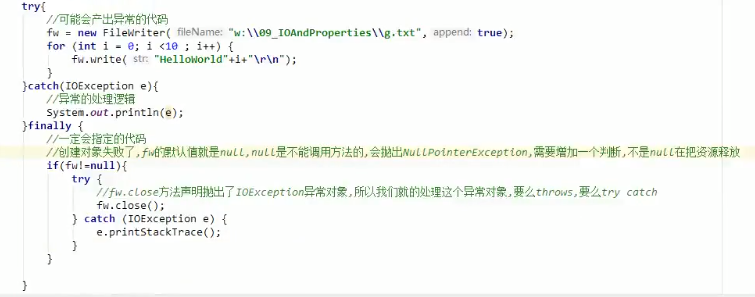 try{
//可能会产出异常的代码
fw = new FileWriter( fileName: "w:\\09_IOAndProperties\\g.txt", append: true);
for (int i = 0; i <10 ; i++) {
fw.write( str: "HelloWorld"+i+"\r\n");
}
}catch(IOException e){
//异常的处理逻辑
System.out.println(e);
}finally {
//一定会指定的代码
//创建对象失败了,fw的默认值就是null,null是不能调用方法的,会抛出NullPointerException,需要增加一个判断,不是null在把资源释放
if(fw!=null){
try {
//fw.close方法声明抛出了IOException异常对象,所以我们就的处理这个异常对象,要么throws,要么try catch
fw.close();
} catch (IOException e) {
e.printStackTrace();
}
}
}